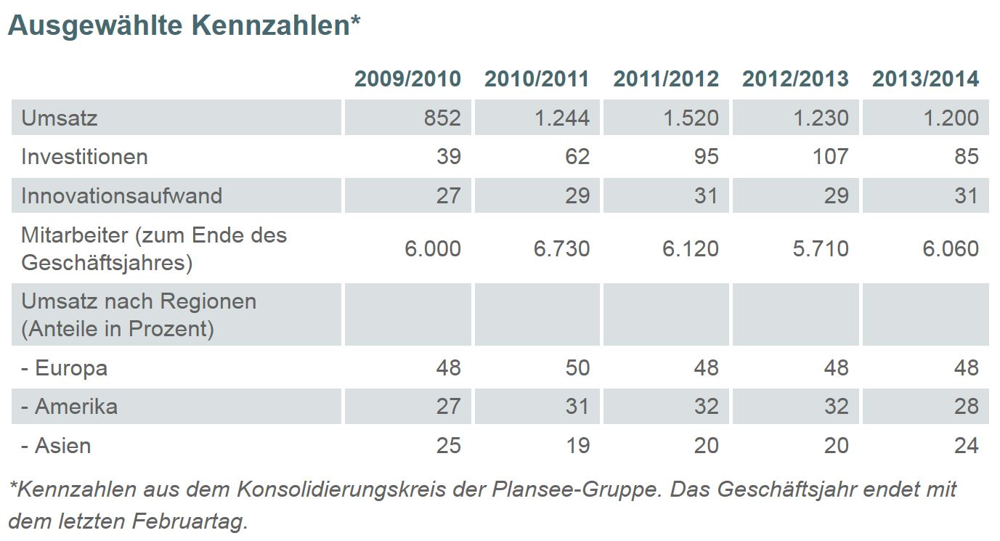 Ausgewählte Kennzahlen*
2009/2010 2010/2011 2011/2012 2012/2013 2013/2014
Umsatz 852 1.244 1.520 1.230 1.200
Investitionen 39 62 95 107 85
Innovationsaufwand 27 29 31 29 31
Mitarbeiter (zum Ende des
Geschäftsjahres) 6.000 6.730 6.120 5.710 6.060
Umsatz nach Regionen
(Anteile in Prozent)
- Europa 48 50 48 48 48
- Amerika 27 31 32 32 28
- Asien 25 19 20 20 24
*Kennzahlen aus dem Konsolidierungskreis der Plansee-Gruppe. Das Geschäftsjahr endet mit
dem letzten Februartag.